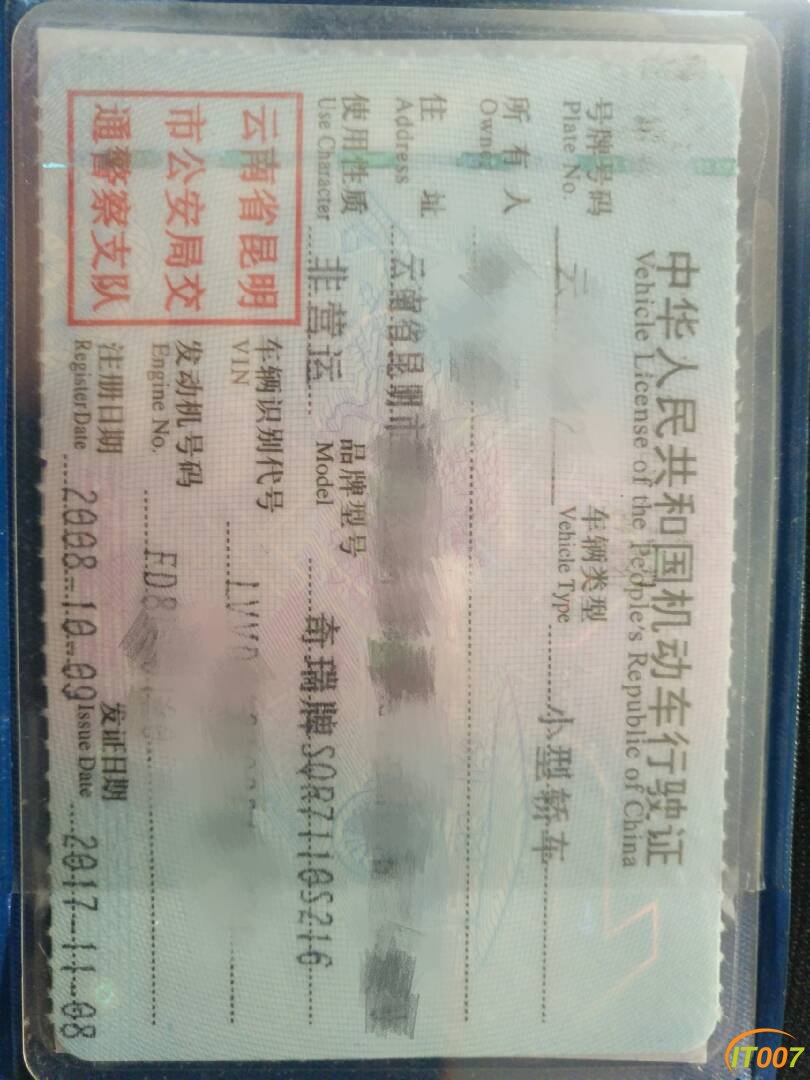 中华人民共和国机动车行驶证
Vehicle License of the People's Republic of China
号牌号码 云 车辆类型 小型轿车
Plate No. Vehicle Type
所有人
Owner
住址 云南省昆明市
Address
使用性质 非营运 品牌型号 奇瑞牌SQR7110S216
Use Character Model
云南省昆明
市公安局交
通警察支队
车辆识别代号
VIN
发动机号码
Engine No.
注册日期 2008-10-09 发证日期 2017-11-08
Register Date Issue Date
IT007